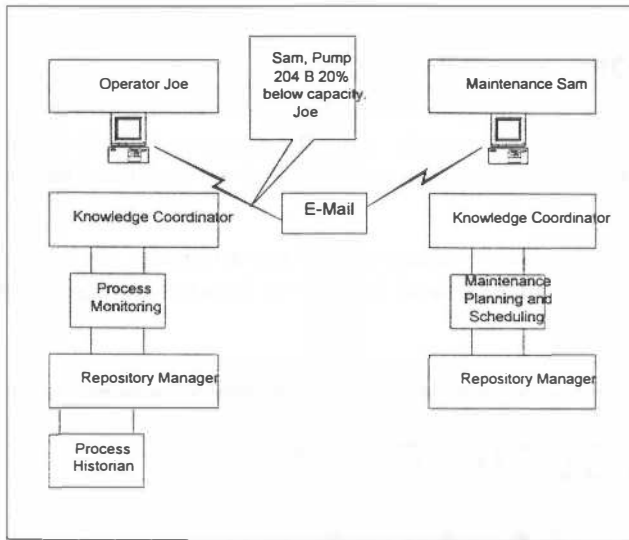 Operator Joe
Sam, Pump
204 B 20%
below capacity,
Joe
Maintenance Sam
E-Mail
Knowledge Coordinator
Knowledge Coordinator
Process
Monitoring
Maintenance
Planning and
Scheduling
Repository Manager
Repository Manager
Process
Historian